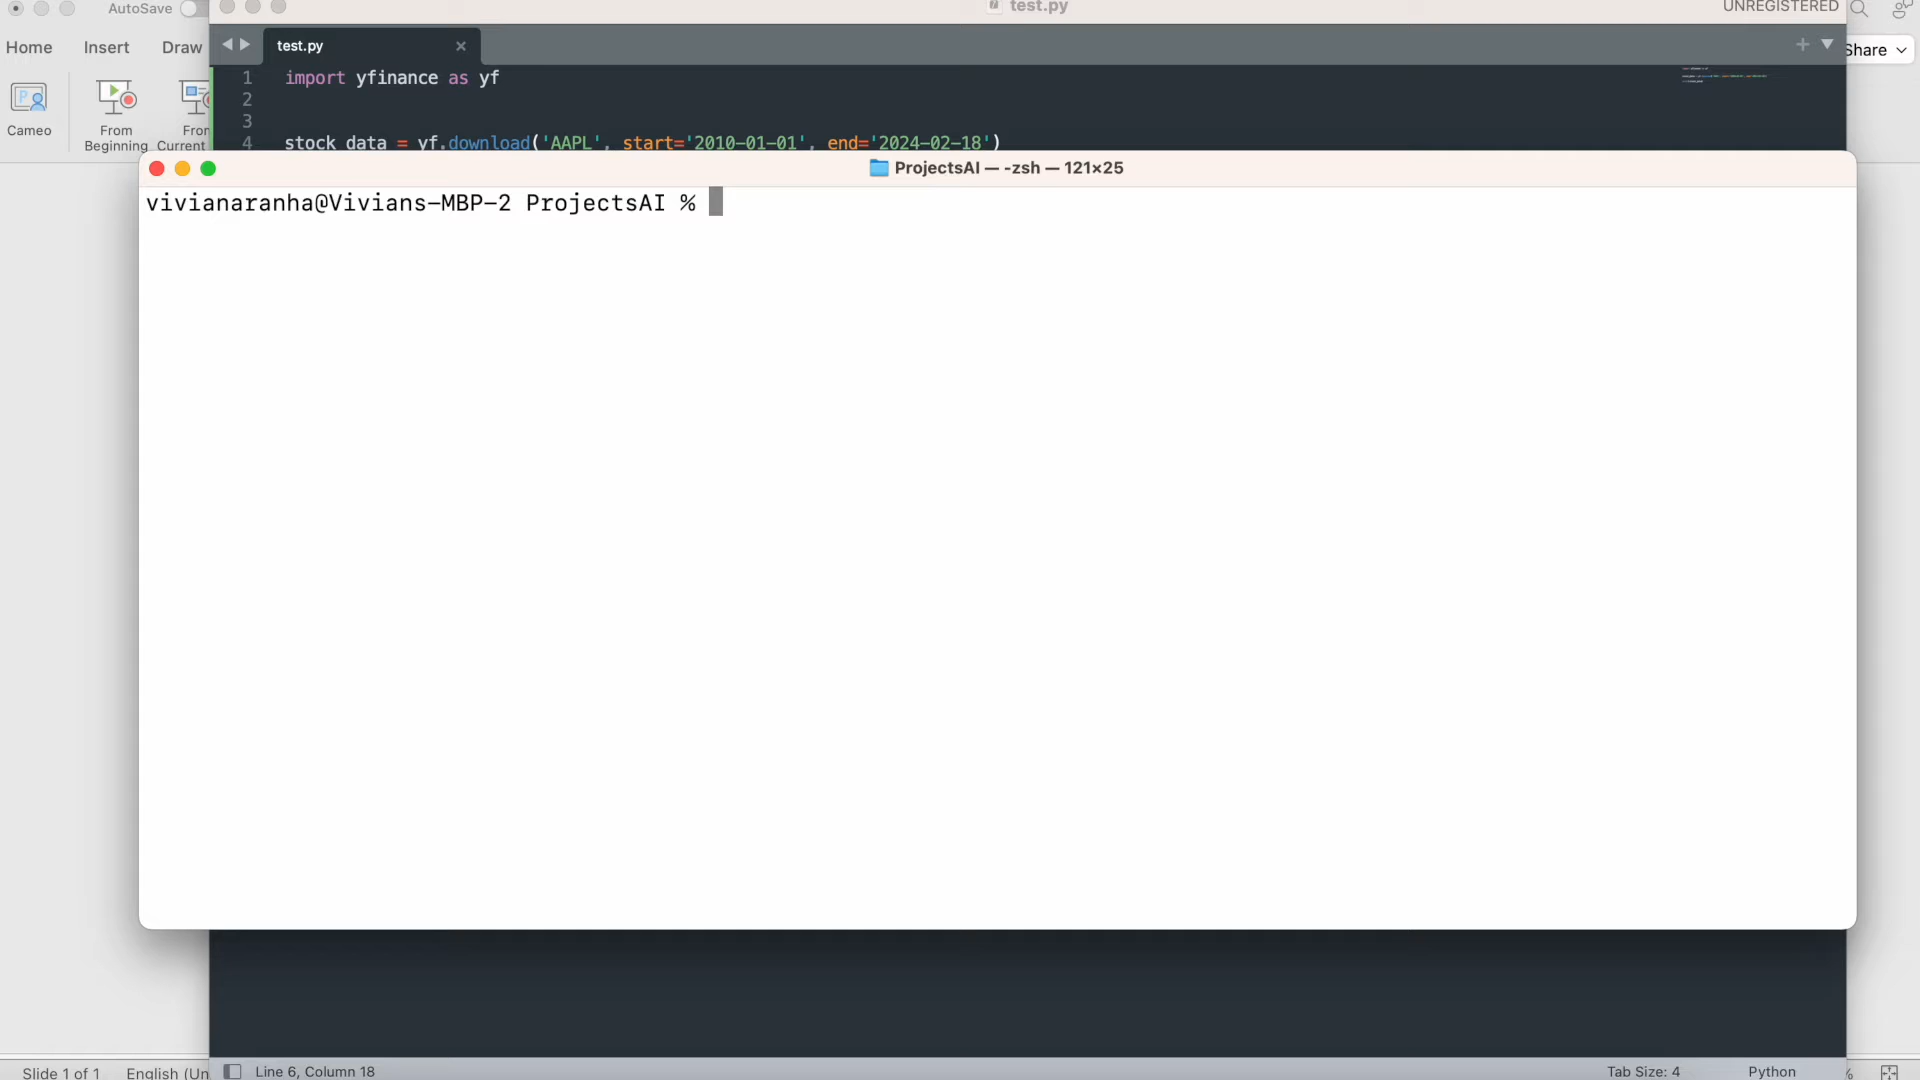 AutoSave
test.py
UNREGISTERED
Home Insert Draw
test.py
Share
1 import yfinance as yf
2
3
4 stock_data = yf.download('AAPL', start='2010-01-01', end='2024-02-18')
Cameo
From
Beginning
From
Current
ProjectsAI — -zsh — 121×25
vivianaranha@Vivians-MBP-2 ProjectsAI %
Slide 1 of 1 English (Un
Line 6, Column 18
Tab Size: 4
Python
%